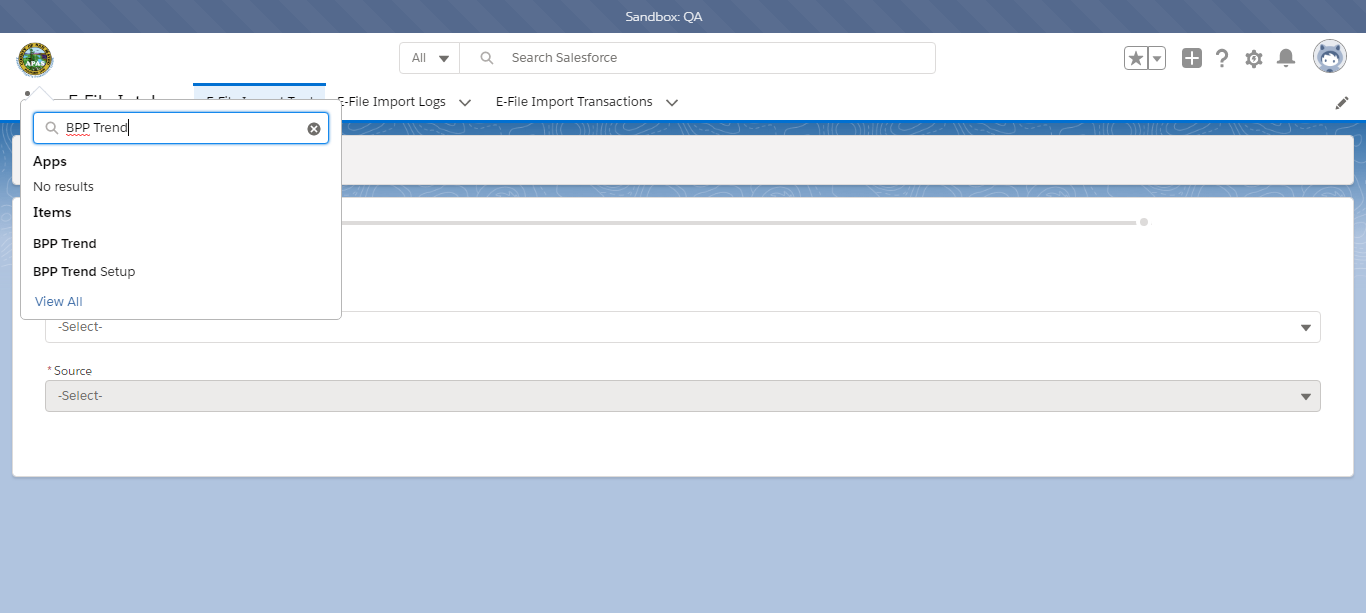 Sandbox: QA
APAS
All
Search Salesforce
E-File Import Logs
E-File Import Transactions
BPP Trend
Apps
No results
Items
BPP Trend
BPP Trend Setup
View All
-Select-
*Source
-Select-